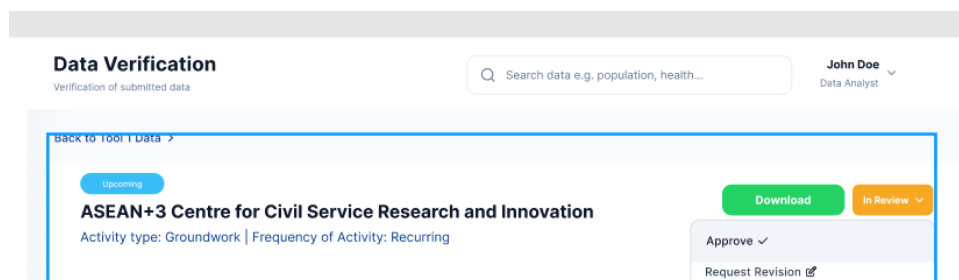 Data Verification
Verification of submitted data
Search data e.g. population, health...
John Doe
Data Analyst
Back to Tool 1 Data >
Upcoming
ASEAN+3 Centre for Civil Service Research and Innovation
Activity type: Groundwork | Frequency of Activity: Recurring
Download
In Review
Approve ✓
Request Revision